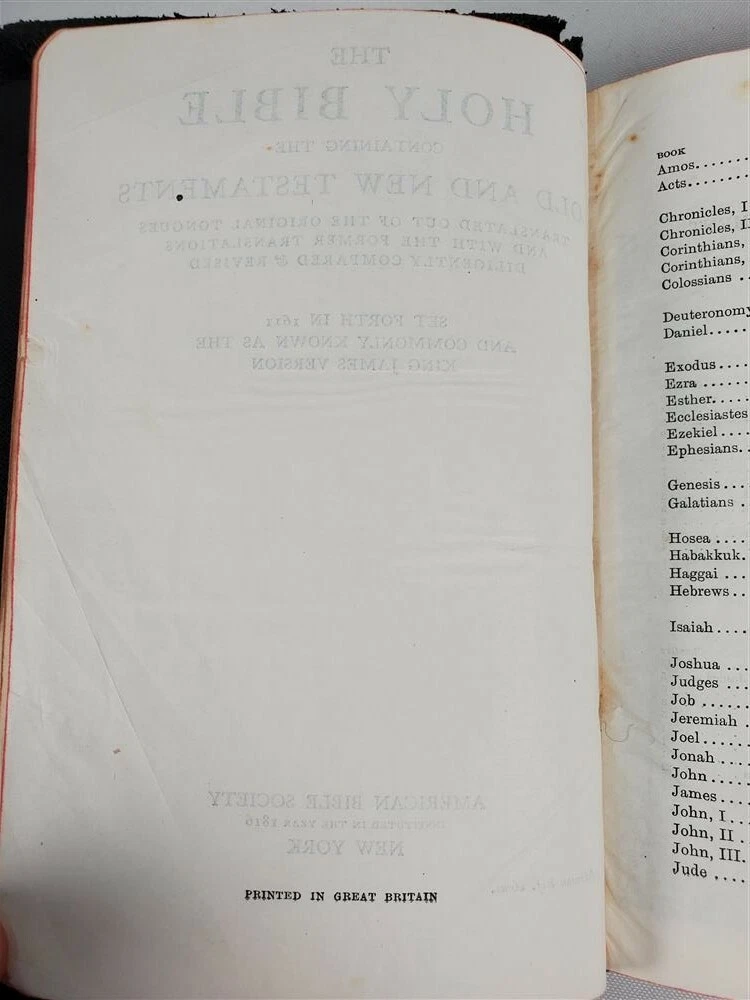 THE
HOLY BIBLE
CONTAINING THE
OLD AND NEW TESTAMENTS
TRANSLATED OUT OF THE ORIGINAL TONGUES
AND WITH THE FORMER TRANSLATIONS
DILIGENTLY COMPARED & REVISED
SET FORTH IN 1611
AND COMMONLY KNOWN AS THE
KING JAMES VERSION
AMERICAN BIBLE SOCIETY
INSTITUTED IN THE YEAR 1816
NEW YORK
PRINTED IN GREAT BRITAIN
BOOK
Amos.......
Acts........
Chronicles, I
Chronicles, II
Corinthians,
Corinthians,
Colossians ..
Deuteronomy
Daniel.....
Exodus....
Ezra ......
Esther.....
Ecclesiastes
Ezekiel....
Ephesians..
Genesis...
Galatians .
Hosea ....
Habakkuk.
Haggai ...
Hebrews..
Isaiah....
Joshua ...
Judges ...
Job ......
Jeremiah .
Joel......
Jonah ....
John .....
James....
John, I...
John, II .
John, III.
Jude ....